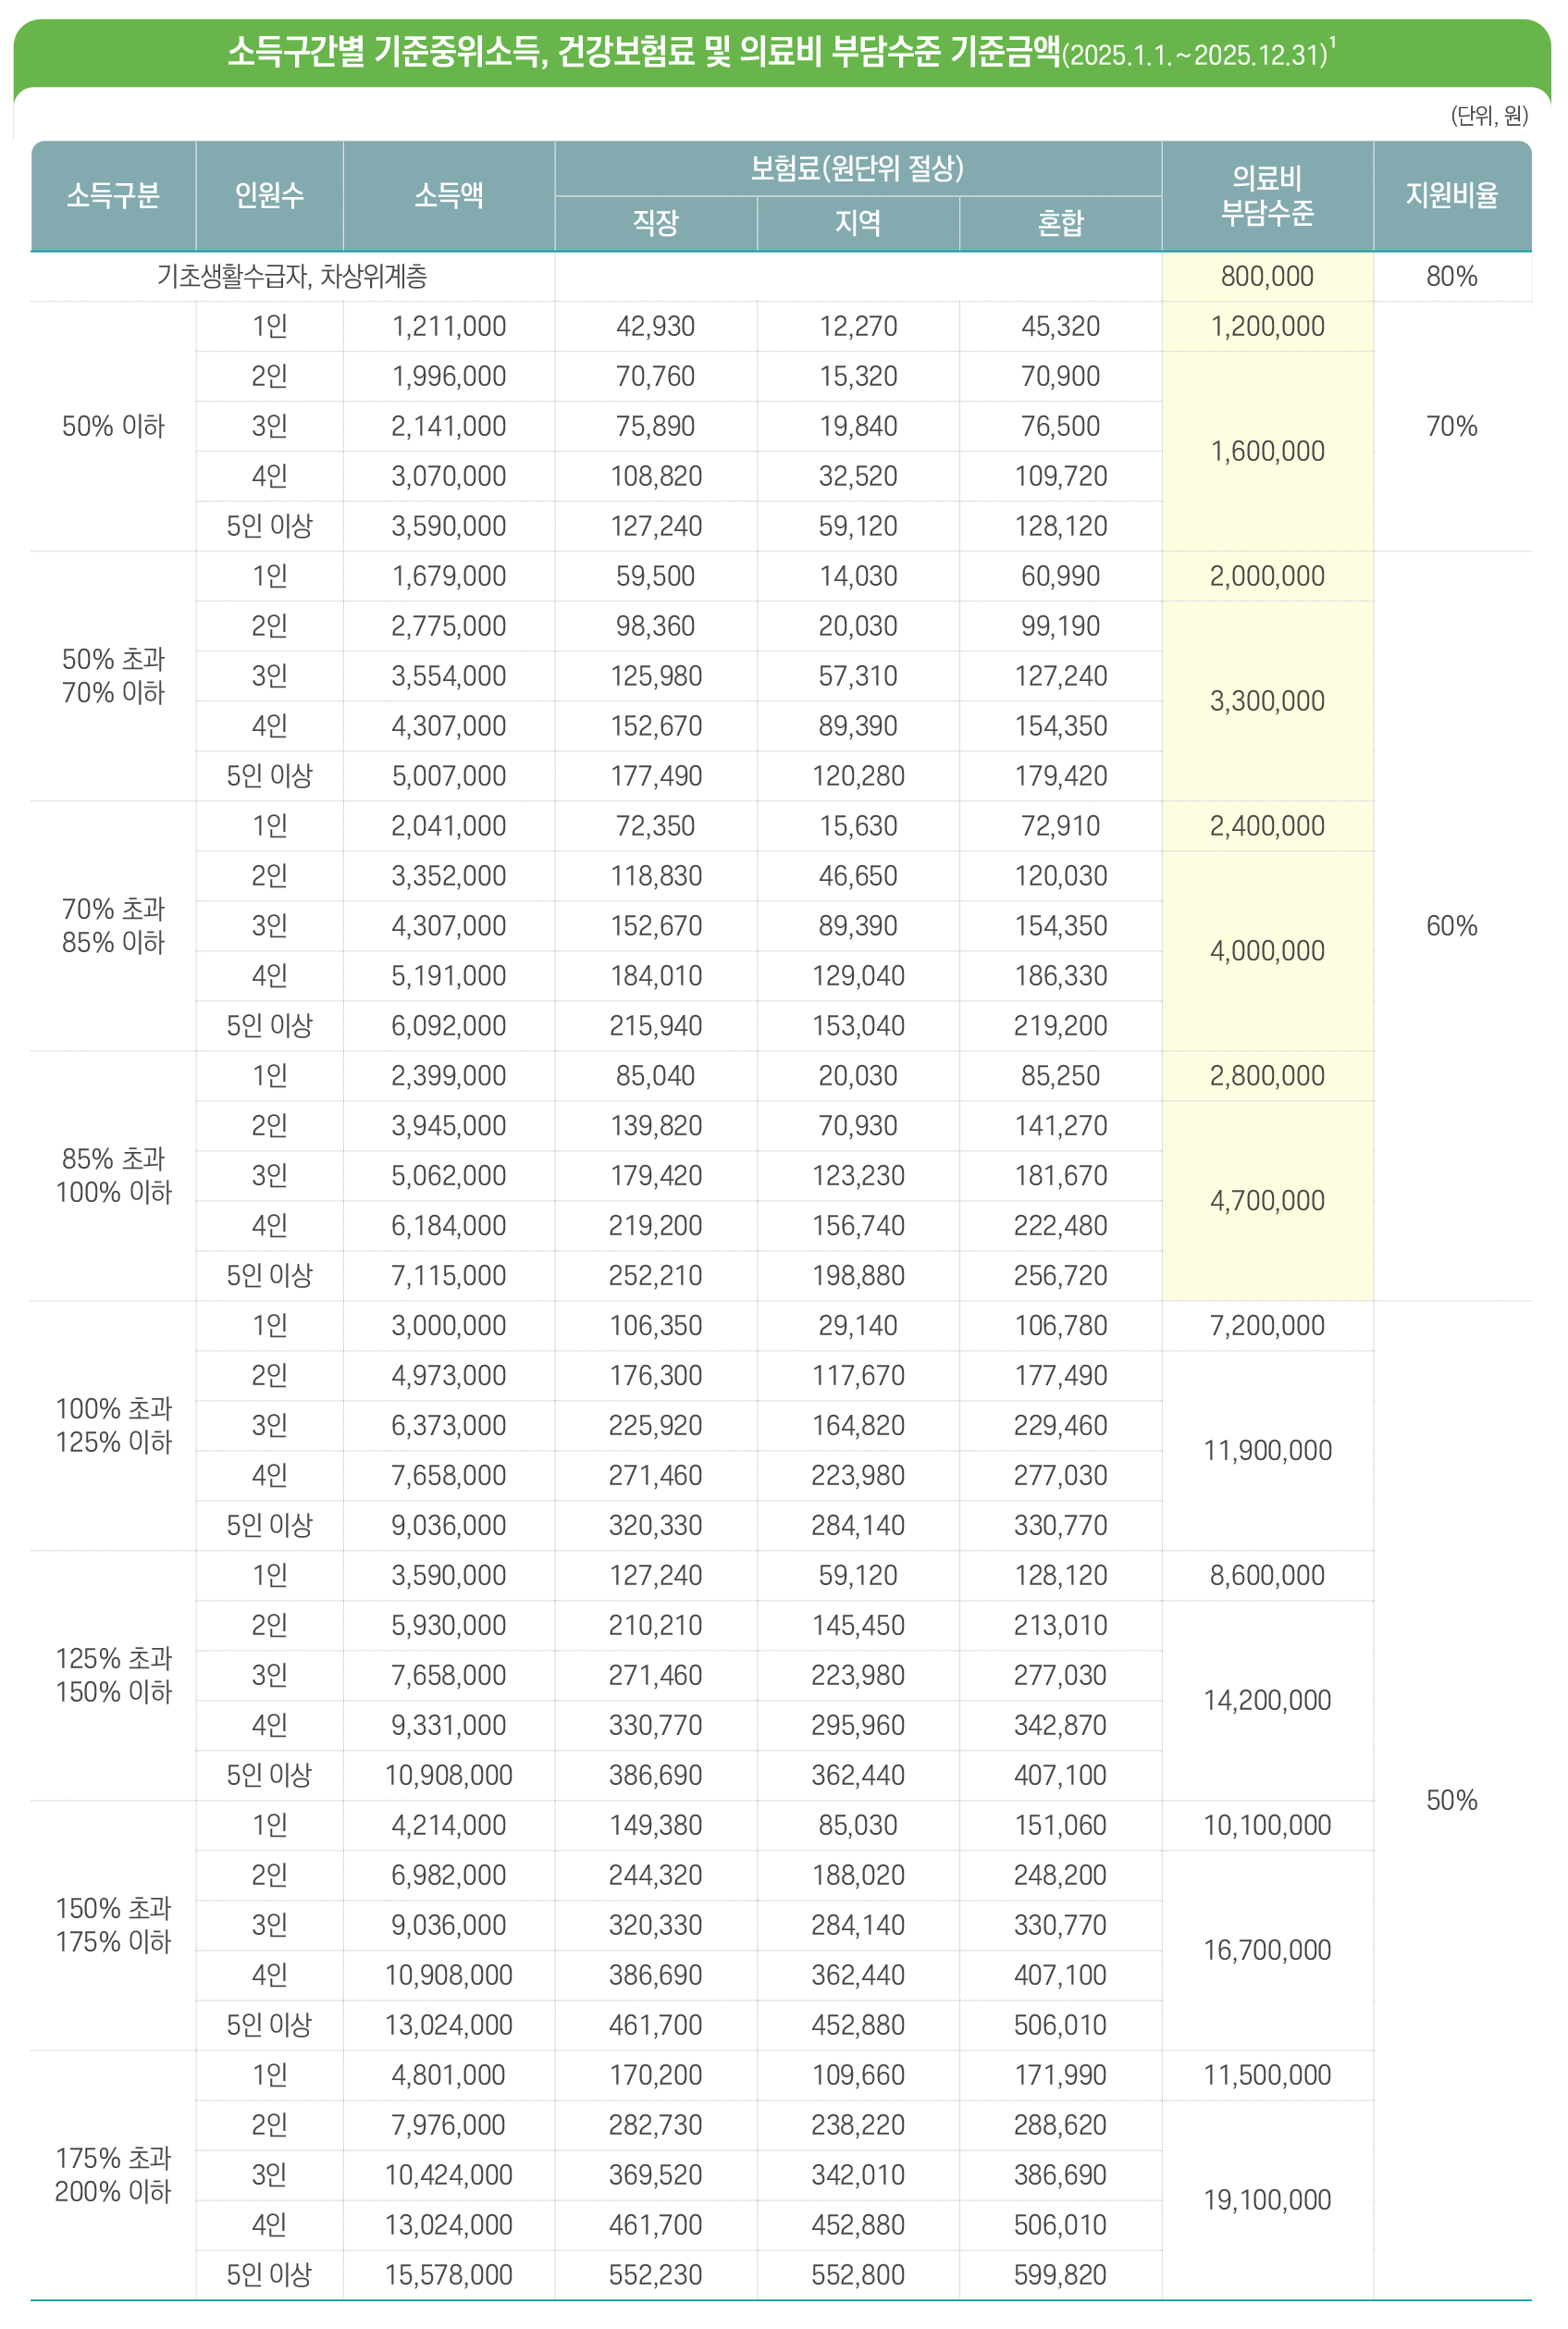 소득구간별 기준중위소득, 건강보험료 및 의료비 부담수준 기준금액(2025.1.1.~2025.12.31)¹
(단위, 원)
소득구분 인원수 소득액 보험료(원단위 절상) 의료비 부담수준 지원비율
직장 지역 혼합
기초생활수급자, 차상위계층 800,000 80%
50% 이하
1인 1,211,000 42,930 12,270 45,320 1,200,000
2인 1,996,000 70,760 15,320 70,900
3인 2,141,000 75,890 19,840 76,500
1,600,000
70%
4인 3,070,000 108,820 32,520 109,720
5인 이상 3,590,000 127,240 59,120 128,120
50% 초과
70% 이하
1인 1,679,000 59,500 14,030 60,990 2,000,000
2인 2,775,000 98,360 20,030 99,190
3인 3,554,000 125,980 57,310 127,240
3,300,000
4인 4,307,000 152,670 89,390 154,350
5인 이상 5,007,000 177,490 120,280 179,420
70% 초과
85% 이하
1인 2,041,000 72,350 15,630 72,910 2,400,000
2인 3,352,000 118,830 46,650 120,030
3인 4,307,000 152,670 89,390 154,350
4,000,000
60%
4인 5,191,000 184,010 129,040 186,330
5인 이상 6,092,000 215,940 153,040 219,200
85% 초과
100% 이하
1인 2,399,000 85,040 20,030 85,250 2,800,000
2인 3,945,000 139,820 70,930 141,270
3인 5,062,000 179,420 123,230 181,670
4,700,000
4인 6,184,000 219,200 156,740 222,480
5인 이상 7,115,000 252,210 198,880 256,720
100% 초과
125% 이하
1인 3,000,000 106,350 29,140 106,780 7,200,000
2인 4,973,000 176,300 117,670 177,490
3인 6,373,000 225,920 164,820 229,460
11,900,000
4인 7,658,000 271,460 223,980 277,030
5인 이상 9,036,000 320,330 284,140 330,770
125% 초과
150% 이하
1인 3,590,000 127,240 59,120 128,120 8,600,000
2인 5,930,000 210,210 145,450 213,010
3인 7,658,000 271,460 223,980 277,030
14,200,000
4인 9,331,000 330,770 295,960 342,870
5인 이상 10,908,000 386,690 362,440 407,100
50%
150% 초과
175% 이하
1인 4,214,000 149,380 85,030 151,060 10,100,000
2인 6,982,000 244,320 188,020 248,200
3인 9,036,000 320,330 284,140 330,770
16,700,000
4인 10,908,000 386,690 362,440 407,100
5인 이상 13,024,000 461,700 452,880 506,010
175% 초과
200% 이하
1인 4,801,000 170,200 109,660 171,990 11,500,000
2인 7,976,000 282,730 238,220 288,620
3인 10,424,000 369,520 342,010 386,690
19,100,000
4인 13,024,000 461,700 452,880 506,010
5인 이상 15,578,000 552,230 552,800 599,820